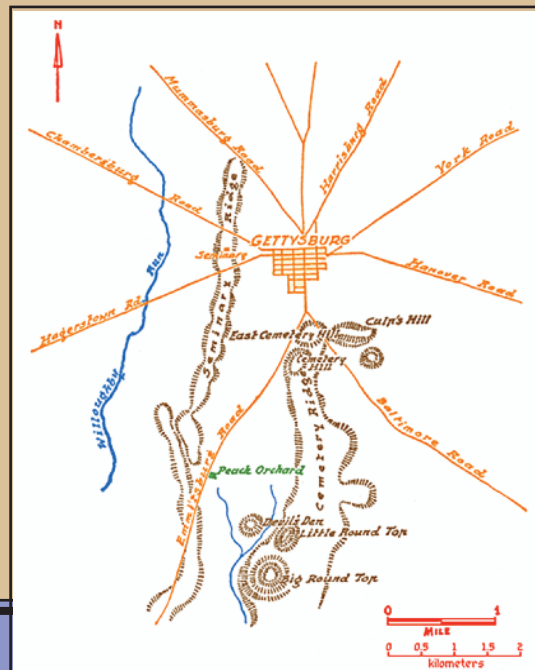 N
Mummasburg Road
Harrisburg Road
Chambersburg Road
York Road
Seminary Ridge
GETTYSBURG
Seminary
Hanover Road
Hagerstown Rd.
Willoughby Run
East Cemetery Hill
Culp's Hill
Cemetery Hill
Cemetery Ridge
Baltimore Road
Emmitsburg Road
Peach Orchard
Devil's Den
Little Round Top
Big Round Top
0 1
MILE
0 0.5 1 1.5 2
kilometers